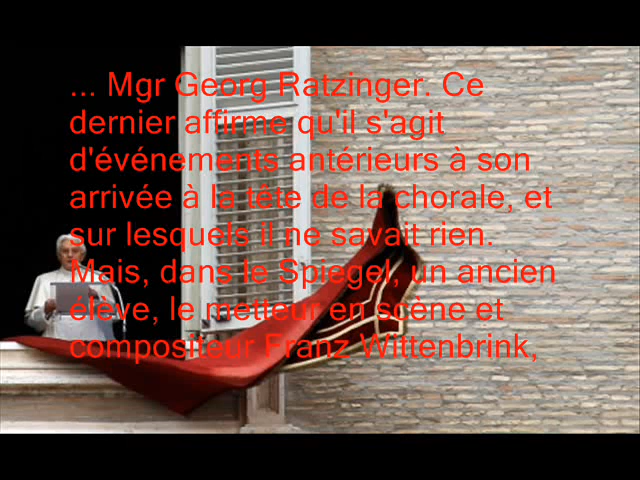 ... Mgr Georg Ratzinger. Ce
dernier affirme qu'il s'agit
d'événements antérieurs à son
arrivée à la tête de la chorale, et
sur lesquels il ne savait rien.
Mais, dans le Spiegel, un ancien
élève, le metteur en scène et
compositeur Franz Wittenbrink,